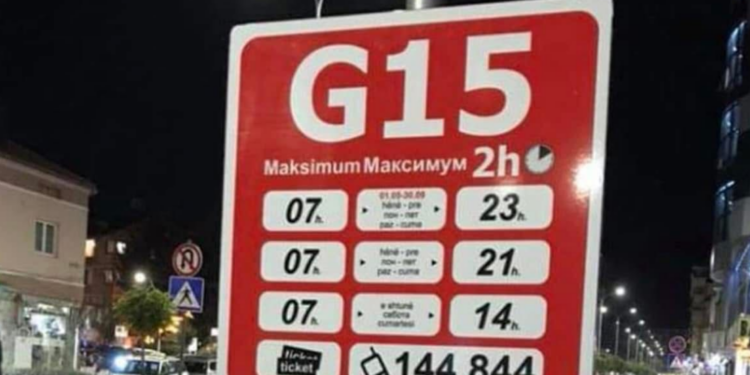 G15
Maksimum Максимум 2h
07h. 01.05-30.09 23h.
hënë - pre
пон - пет
paz - cuma
07h. hënë - pre 21h.
пон - пет
paz - cuma
07h. e shtunë 14h.
сабота
cumartesi
ticket
ticket 144 844